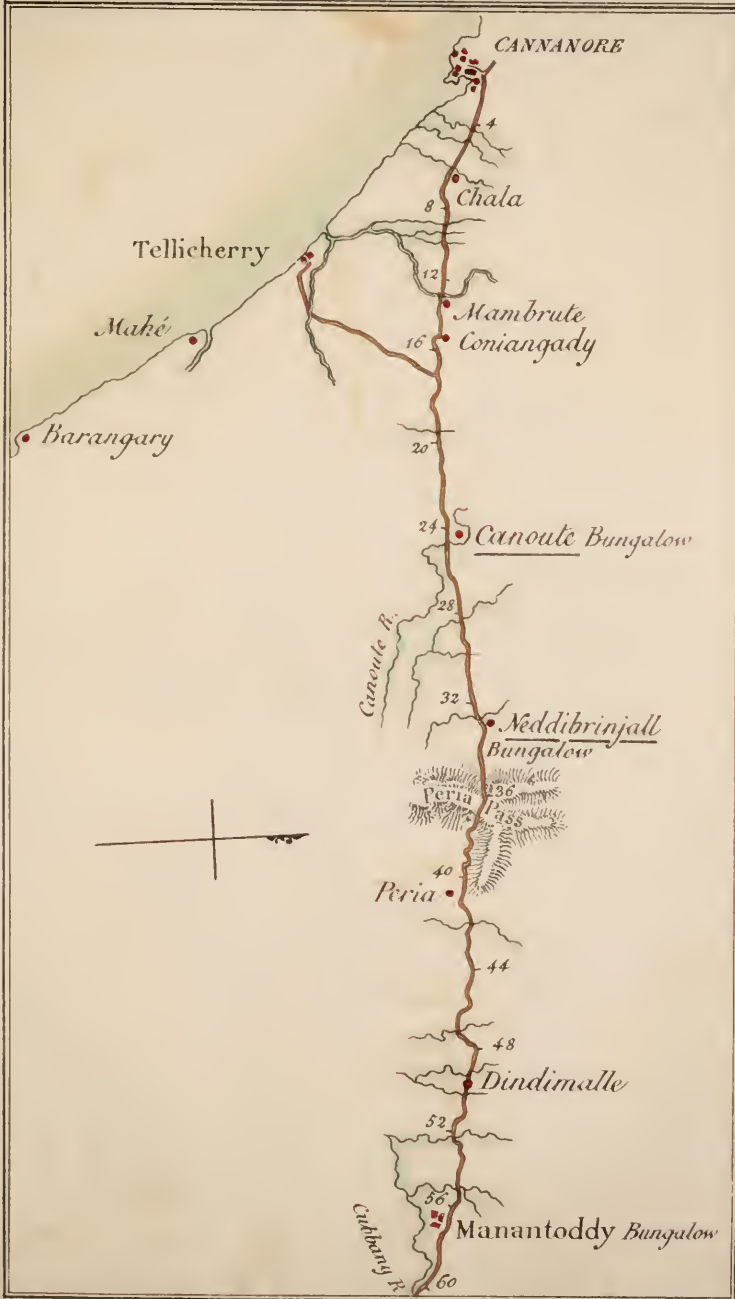 CANNANORE
4
Chala
8
Tellicherry
12
Mambrute
Mahé
16
Coniangady
Barangary
20
24
Canoute Bungalow
28
Canoute R.
32
Neddibrinjall
Bungalow
36
Peria Pass
40
Peria
44
48
Dindimalle
52
56
Manantoddy Bungalow
Cubbany R.
60